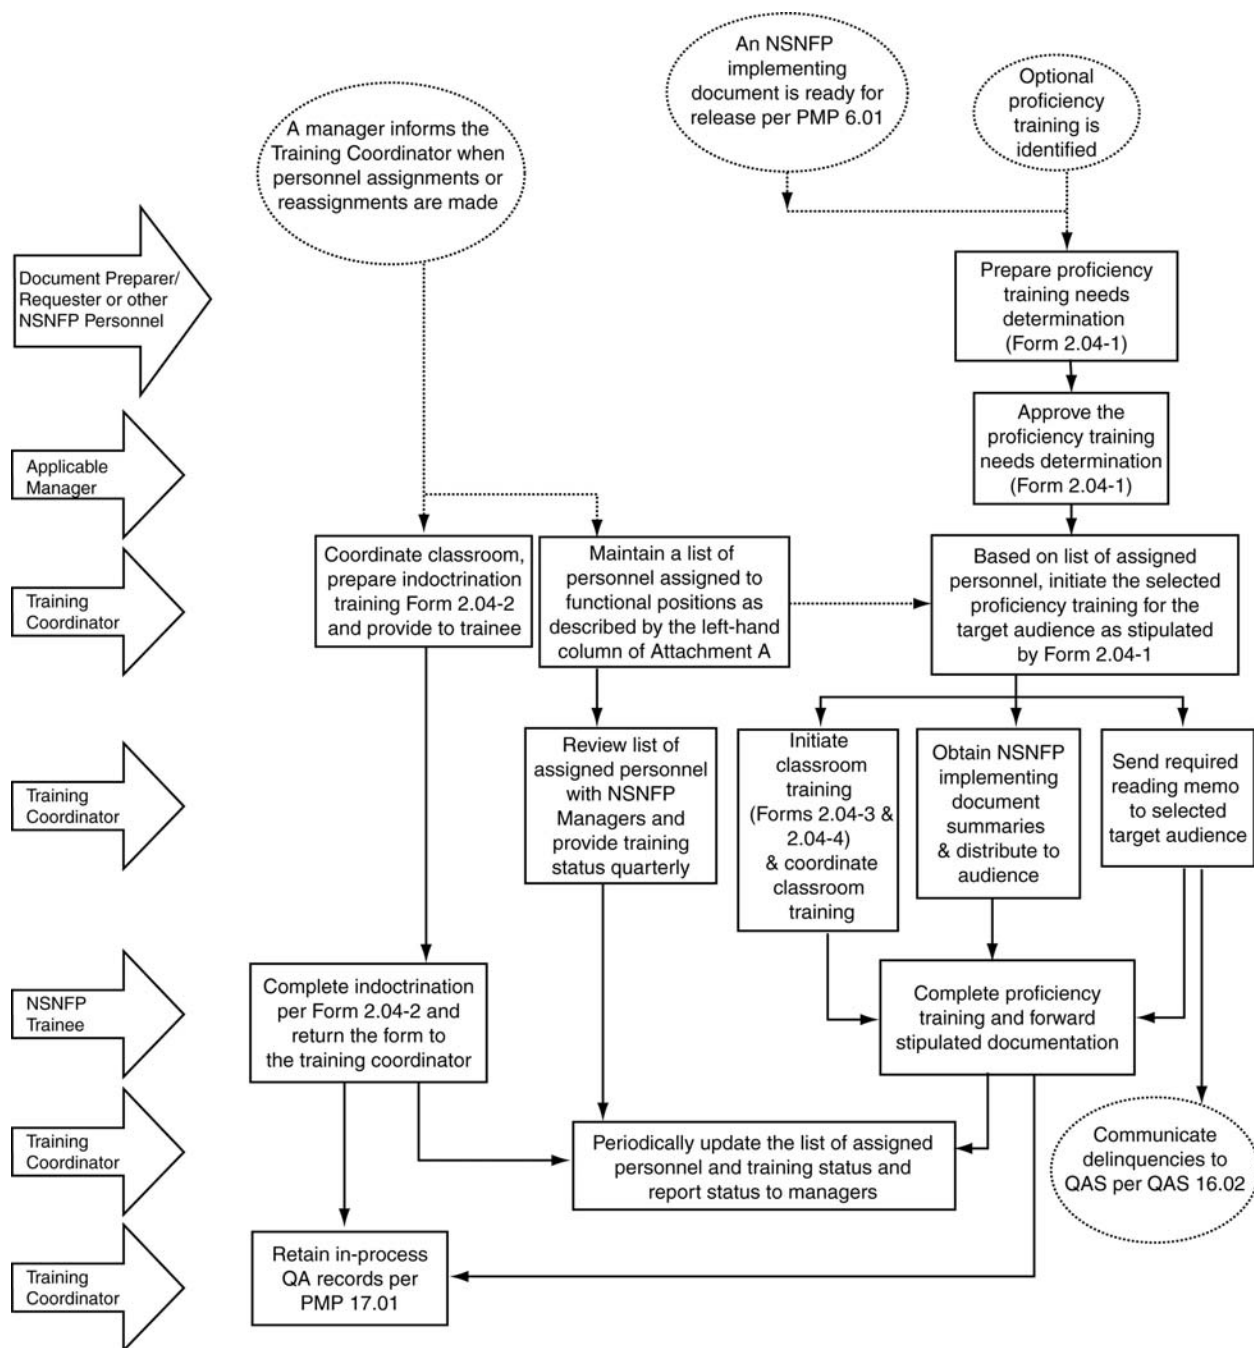 An NSNFP
implementing
document is ready for
release per PMP 6.01
Optional
proficiency
training is
identified
A manager informs the
Training Coordinator when
personnel assignments or
reassignments are made
Document Preparer/
Requester or other
NSNFP Personnel
Prepare proficiency
training needs
determination
(Form 2.04-1)
Applicable
Manager
Approve the
proficiency training
needs determination
(Form 2.04-1)
Training
Coordinator
Coordinate classroom,
prepare indoctrination
training Form 2.04-2
and provide to trainee
Maintain a list of
personnel assigned to
functional positions as
described by the left-hand
column of Attachment A
Based on list of assigned
personnel, initiate the selected
proficiency training for the
target audience as stipulated
by Form 2.04-1
Training
Coordinator
Review list of
assigned personnel
with NSNFP
Managers and
provide training
status quarterly
Initiate
classroom
training
(Forms 2.04-3 &
2.04-4)
& coordinate
classroom
training
Obtain NSNFP
implementing
document
summaries
& distribute to
audience
Send required
reading memo
to selected
target audience
NSNFP
Trainee
Complete indoctrination
per Form 2.04-2 and
return the form to
the training coordinator
Complete proficiency
training and forward
stipulated documentation
Training
Coordinator
Periodically update the list of assigned
personnel and training status and
report status to managers
Communicate
delinquencies to
QAS per QAS 16.02
Training
Coordinator
Retain in-process
QA records per
PMP 17.01